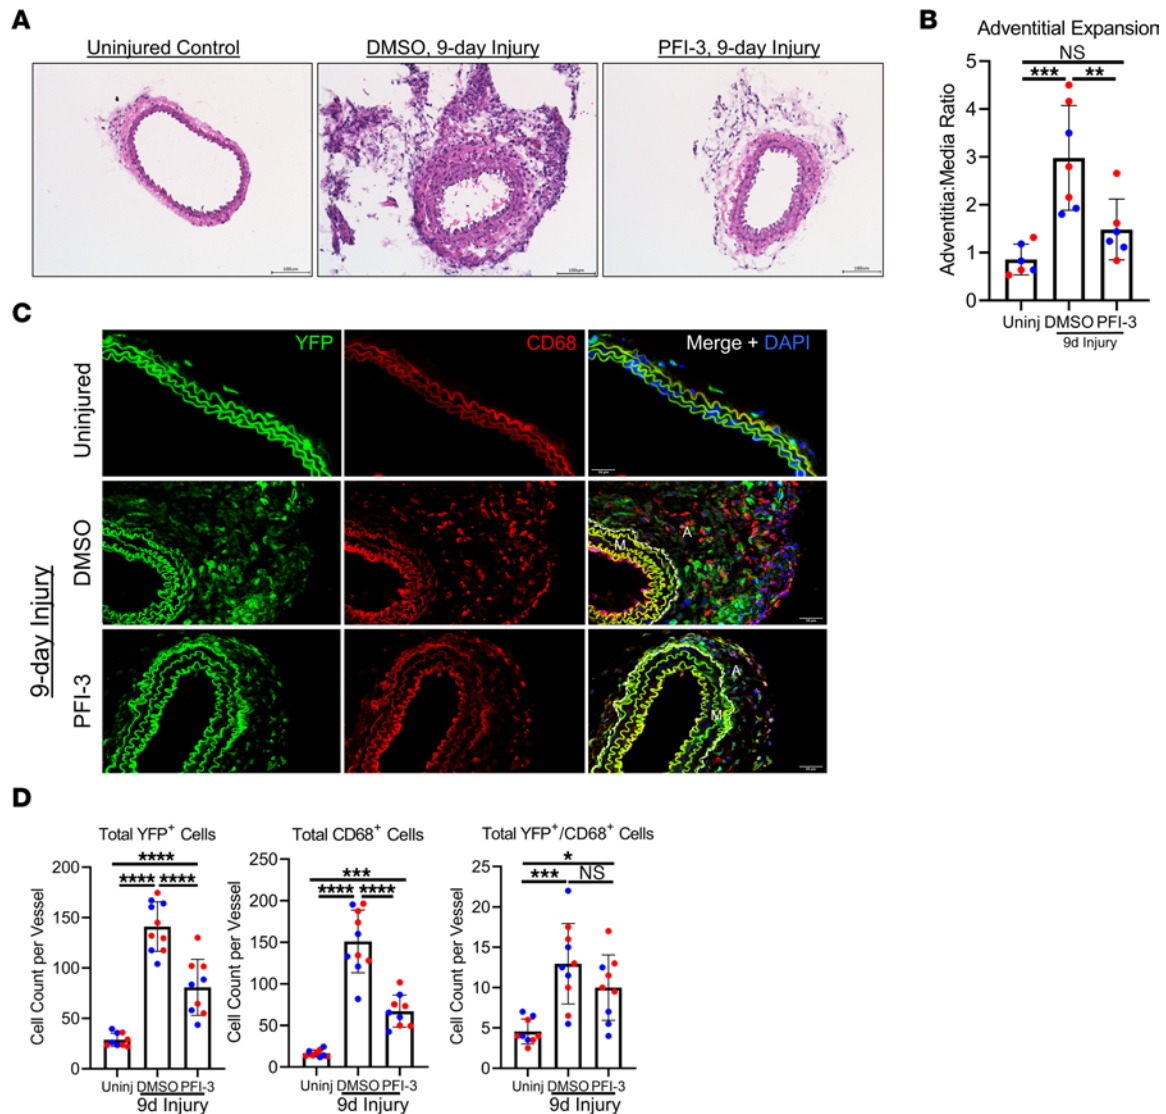 A
Uninjured Control
DMSO, 9-day Injury
PFI-3, 9-day Injury
100µm
100µm
100µm
B
Adventitial Expansion
NS
*** **
Adventitia:Media Ratio
5
4
3
2
1
0
Uninj DMSO PFI-3
9d Injury
C
YFP
CD68
Merge + DAPI
Uninjured
9-day Injury
DMSO
M
A
PFI-3
A
M
D
Total YFP+ Cells
****
**** ****
Cell Count per Vessel
200
150
100
50
0
Uninj DMSO PFI-3
9d Injury
Total CD68+ Cells
***
**** ****
Cell Count per Vessel
250
200
150
100
50
0
Uninj DMSO PFI-3
9d Injury
Total YFP+/CD68+ Cells
*
*** NS
Cell Count per Vessel
25
20
15
10
5
0
Uninj DMSO PFI-3
9d Injury